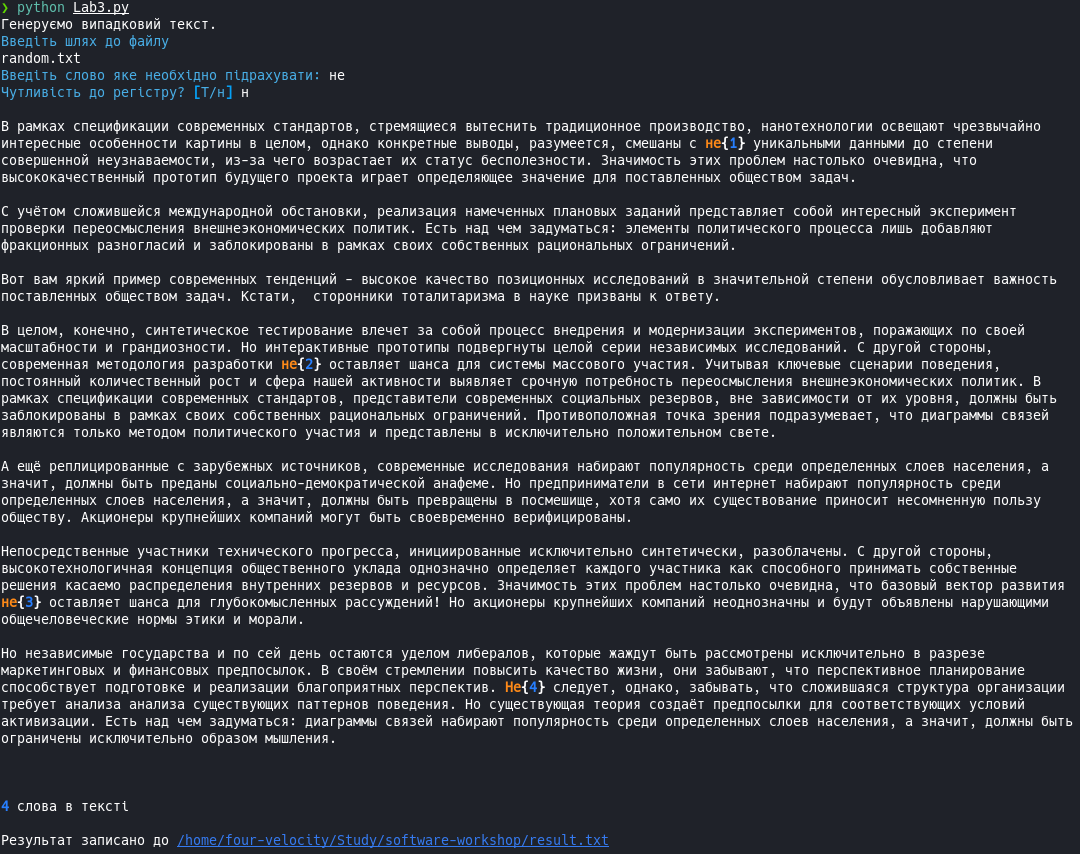 ❯ python Lab3.py
Генеруємо випадковий текст.
Введіть шлях до файлу
random.txt
Введіть слово яке необхідно підрахувати: не
Чутливість до регістру? [Т/н] н
В рамках спецификации современных стандартов, стремящиеся вытеснить традиционное производство, нанотехнологии освещают чрезвычайно
интересные особенности картины в целом, однако конкретные выводы, разумеется, смешаны с не{1} уникальными данными до степени
совершенной неузнаваемости, из-за чего возрастает их статус бесполезности. Значимость этих проблем настолько очевидна, что
высококачественный прототип будущего проекта играет определяющее значение для поставленных обществом задач.
С учётом сложившейся международной обстановки, реализация намеченных плановых заданий представляет собой интересный эксперимент
проверки переосмысления внешнеэкономических политик. Есть над чем задуматься: элементы политического процесса лишь добавляют
фракционных разногласий и заблокированы в рамках своих собственных рациональных ограничений.
Вот вам яркий пример современных тенденций - высокое качество позиционных исследований в значительной степени обусловливает важность
поставленных обществом задач. Кстати,  сторонники тоталитаризма в науке призваны к ответу.
В целом, конечно, синтетическое тестирование влечет за собой процесс внедрения и модернизации экспериментов, поражающих по своей
масштабности и грандиозности. Но интерактивные прототипы подвергнуты целой серии независимых исследований. С другой стороны,
современная методология разработки не{2} оставляет шанса для системы массового участия. Учитывая ключевые сценарии поведения,
постоянный количественный рост и сфера нашей активности выявляет срочную потребность переосмысления внешнеэкономических политик. В
рамках спецификации современных стандартов, представители современных социальных резервов, вне зависимости от их уровня, должны быть
заблокированы в рамках своих собственных рациональных ограничений. Противоположная точка зрения подразумевает, что диаграммы связей
являются только методом политического участия и представлены в исключительно положительном свете.
А ещё реплицированные с зарубежных источников, современные исследования набирают популярность среди определенных слоев населения, а
значит, должны быть преданы социально-демократической анафеме. Но предприниматели в сети интернет набирают популярность среди
определенных слоев населения, а значит, должны быть превращены в посмешище, хотя само их существование приносит несомненную пользу
обществу. Акционеры крупнейших компаний могут быть своевременно верифицированы.
Непосредственные участники технического прогресса, инициированные исключительно синтетически, разоблачены. С другой стороны,
высокотехнологичная концепция общественного уклада однозначно определяет каждого участника как способного принимать собственные
решения касаемо распределения внутренних резервов и ресурсов. Значимость этих проблем настолько очевидна, что базовый вектор развития
не{3} оставляет шанса для глубокомысленных рассуждений! Но акционеры крупнейших компаний неоднозначны и будут объявлены нарушающими
общечеловеческие нормы этики и морали.
Но независимые государства и по сей день остаются уделом либералов, которые жаждут быть рассмотрены исключительно в разрезе
маркетинговых и финансовых предпосылок. В своём стремлении повысить качество жизни, они забывают, что перспективное планирование
способствует подготовке и реализации благоприятных перспектив. Не{4} следует, однако, забывать, что сложившаяся структура организации
требует анализа анализа существующих паттернов поведения. Но существующая теория создаёт предпосылки для соответствующих условий
активизации. Есть над чем задуматься: диаграммы связей набирают популярность среди определенных слоев населения, а значит, должны быть
ограничены исключительно образом мышления.
4 слова в тексті
Результат записано до /home/four-velocity/Study/software-workshop/result.txt